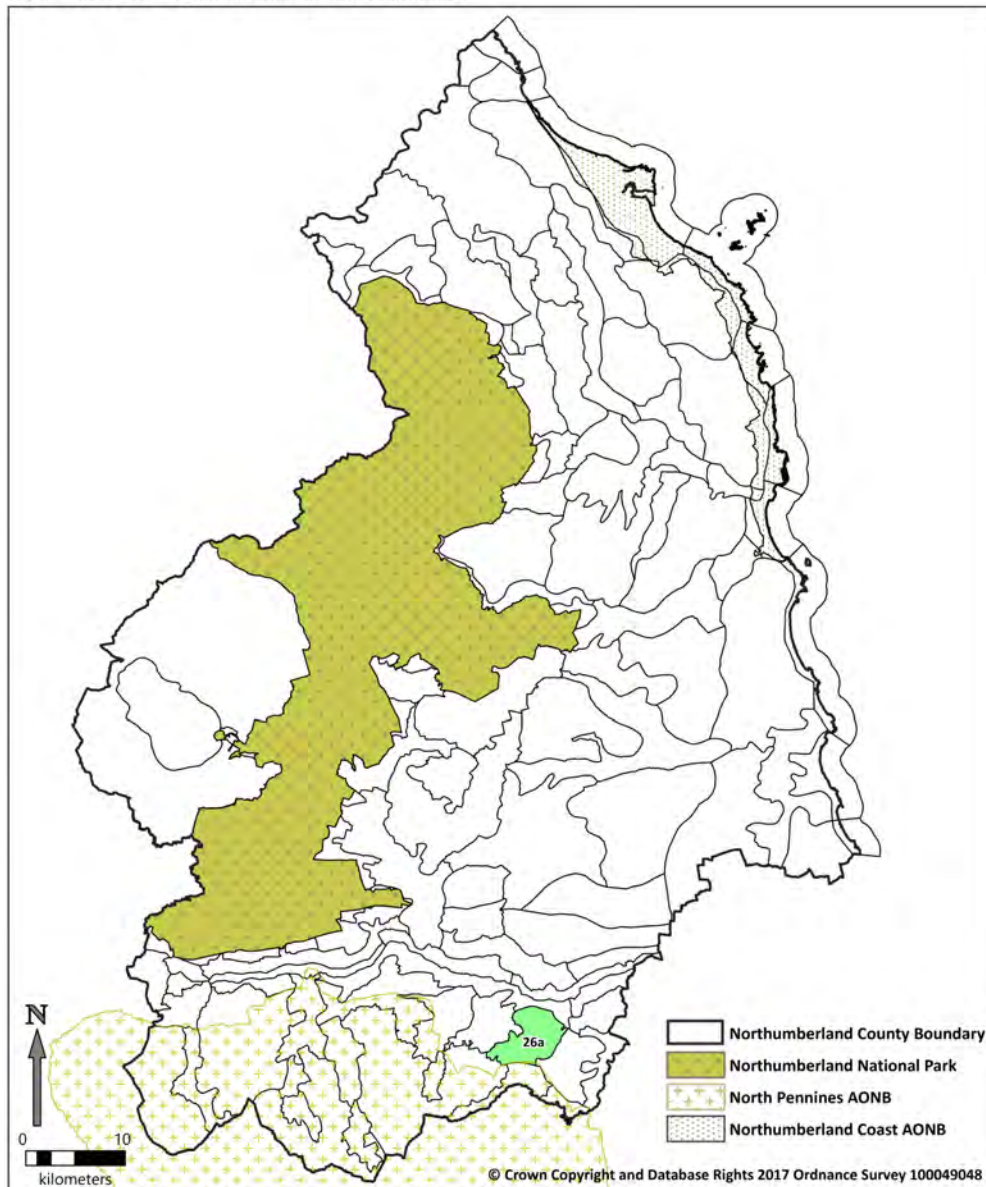 26a
N
0 10
kilometers
Northumberland County Boundary
Northumberland National Park
North Pennines AONB
Northumberland Coast AONB
© Crown Copyright and Database Rights 2017 Ordnance Survey 100049048